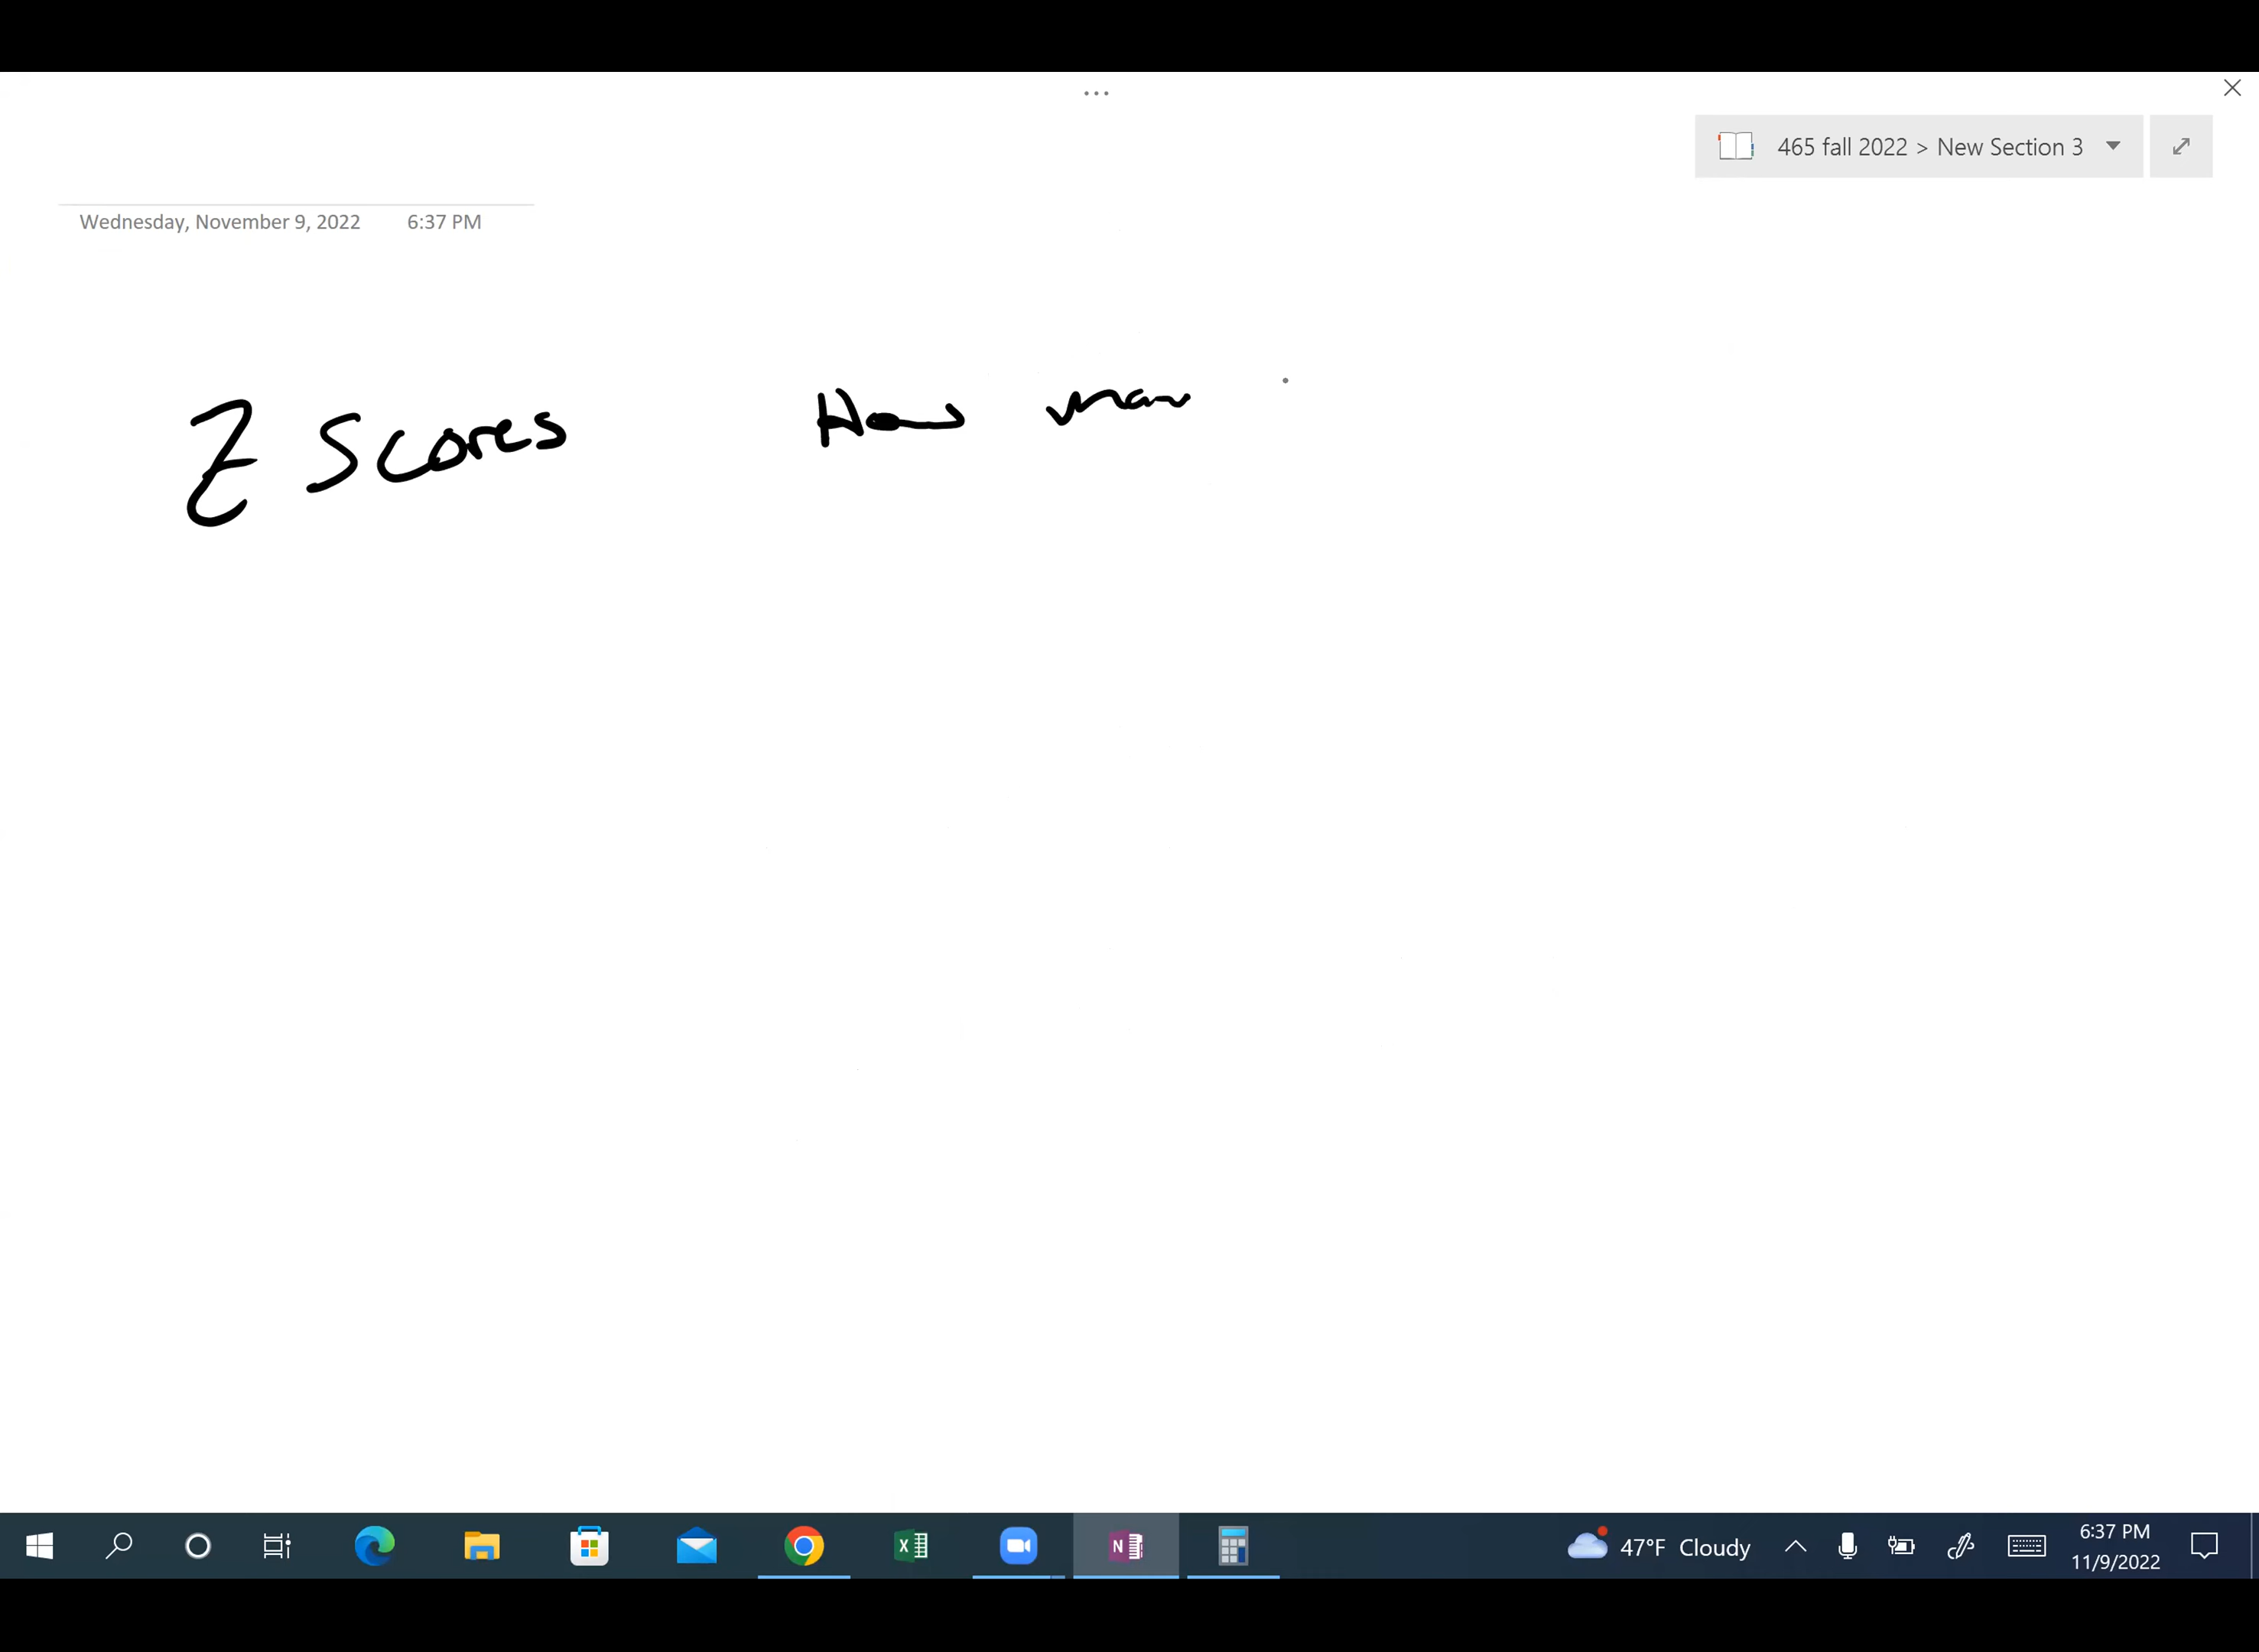 465 fall 2022 > New Section 3
Wednesday, November 9, 2022 6:37 PM
Z Scores How man
47°F Cloudy 6:37 PM
11/9/2022